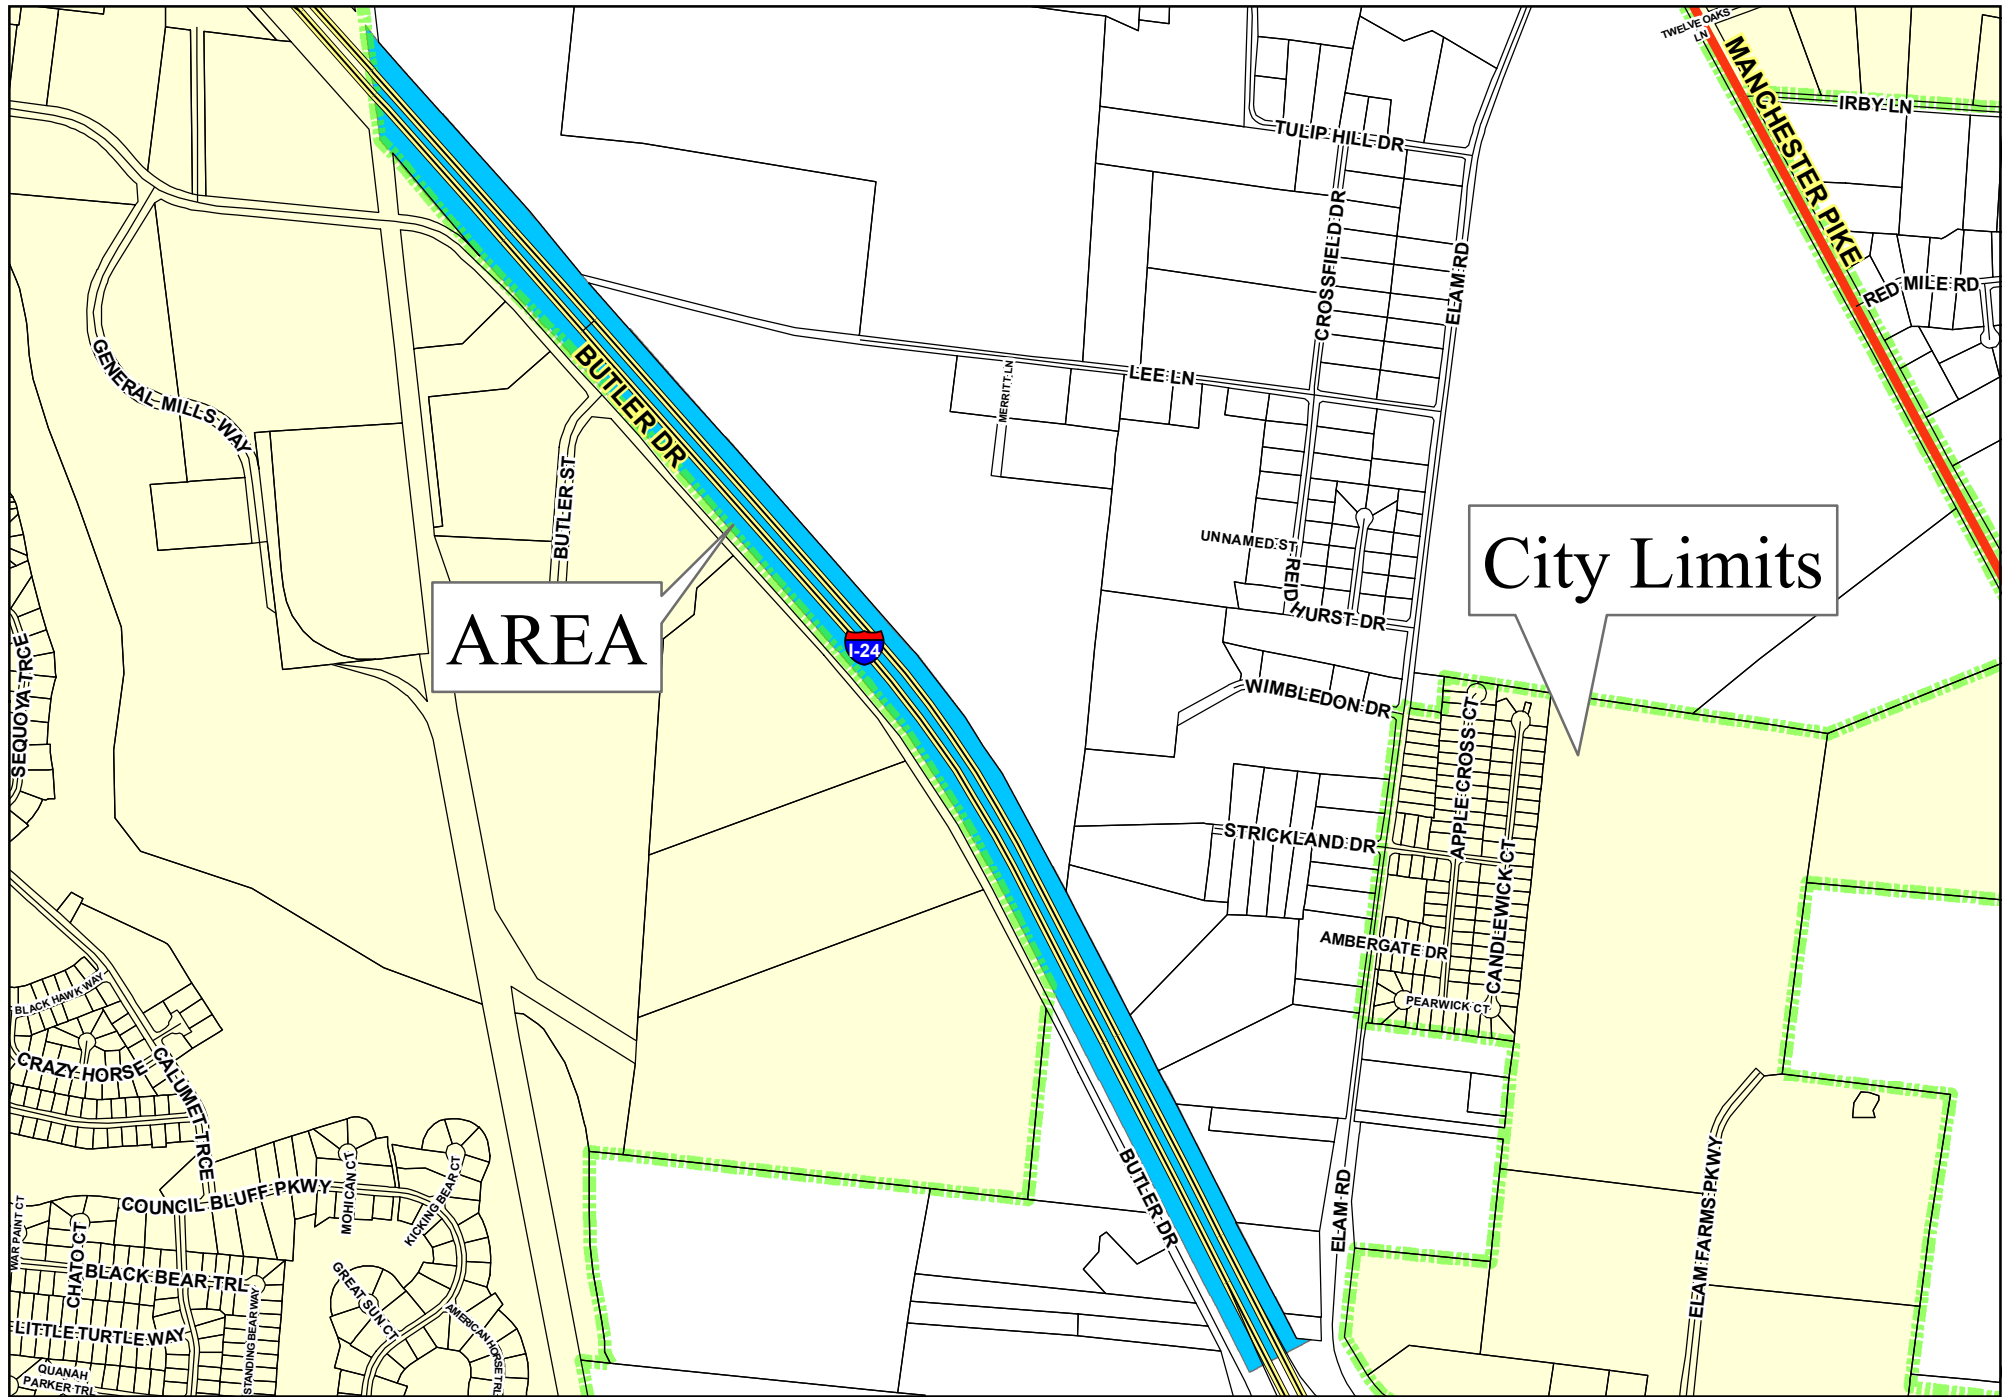 TWELVE OAKS
LN
MANCHESTER PIKE
IRBY LN
TULIP HILL DR
CROSSFIELD DR
ELAM RD
RED MILE RD
GENERAL MILLS WAY
BUTLER DR
LEE LN
MERRITT LN
BUTLER ST
UNNAMED ST
REID
HURST DR
City Limits
AREA
I-24
SEQUOYA TRCE
WIMBLEDON DR
APPLE CROSS CT
STRICKLAND DR
CANDLEWICK CT
AMBERGATE DR
PEARWICK CT
BLACK HAWK WAY
CRAZY HORSE
CALUMET TRCE
COUNCIL BLUFF PKWY
MOHICAN CT
KICKING BEAR CT
BUTLER DR
ELAM RD
ELAM FARMS PKWY
WAR PAINT CT
CHATO CT
BLACK BEAR TRL
STANDING BEAR WAY
GREAT SUN CT
AMERICAN HORSE TRL
LITTLE TURTLE WAY
QUANAH
PARKER TRL